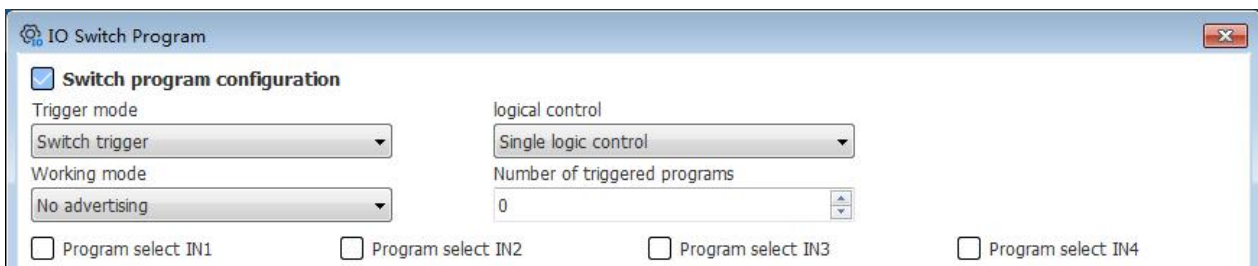 IO Switch Program
Switch program configuration
Trigger mode logical control
Switch trigger Single logic control
Working mode Number of triggered programs
No advertising 0
Program select IN1 Program select IN2 Program select IN3 Program select IN4